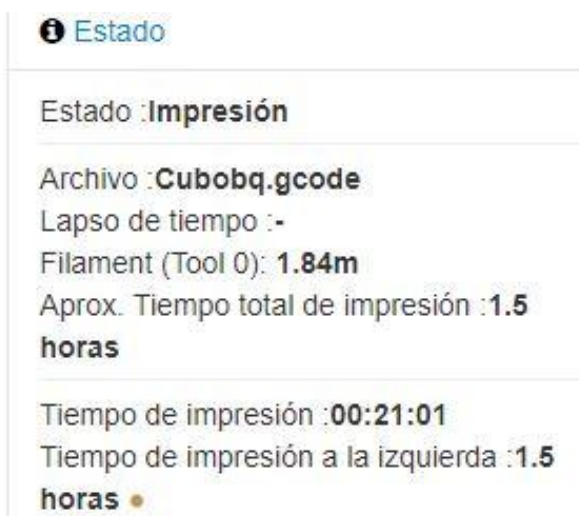 Estado
Estado :Impresión
Archivo :Cubobq.gcode
Lapso de tiempo :-
Filament (Tool 0): 1.84m
Aprox. Tiempo total de impresión :1.5
horas
Tiempo de impresión :00:21:01
Tiempo de impresión a la izquierda :1.5
horas